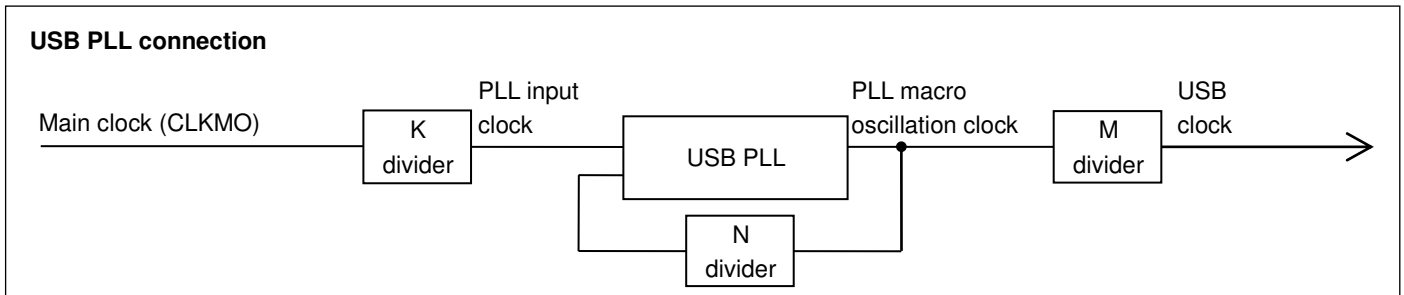 USB PLL connection
Main clock (CLKMO)
K
divider
PLL input
clock
USB PLL
PLL macro
oscillation clock
M
divider
USB
clock
N
divider